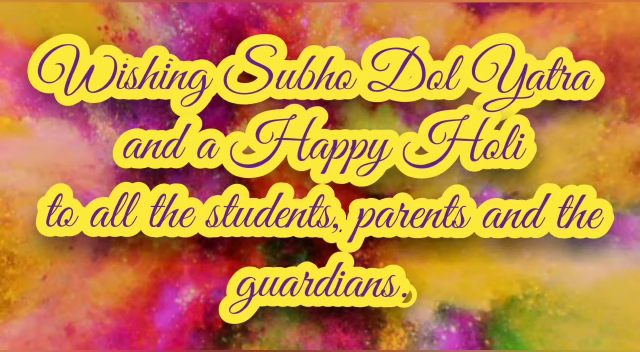 Wishing Subho Dol Yatra
and a Happy Holi
to all the students, parents and the
guardians.